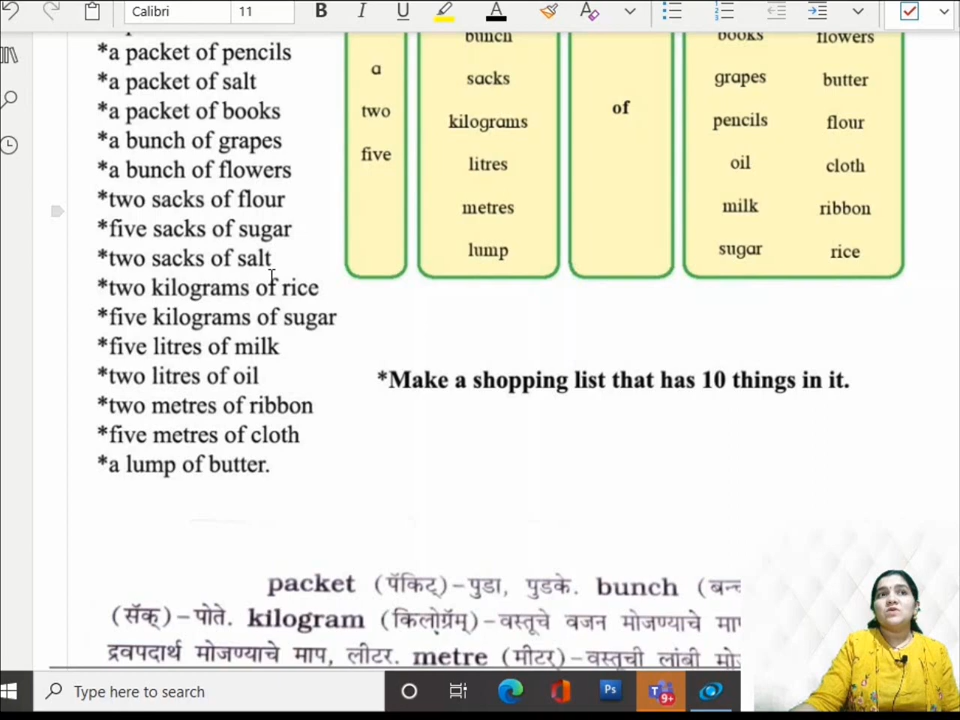 Calibri 11 B I U A A
*a packet of pencils
*a packet of salt
*a packet of books
*a bunch of grapes
*a bunch of flowers
*two sacks of flour
*five sacks of sugar
*two sacks of salt
*two kilograms of rice
*five kilograms of sugar
*five litres of milk
*two litres of oil
*two metres of ribbon
*five metres of cloth
*a lump of butter.
a
two
five
bunch
sacks
kilograms
litres
metres
lump
of
books flowers
grapes butter
pencils flour
oil cloth
milk ribbon
sugar rice
*Make a shopping list that has 10 things in it.
packet (पॅकिट्)-पुडा, पुडके. bunch (बन्च
(सॅक्)-पोते. kilogram (किलोग्रॅम्)-वस्तूचे वजन मोजण्याचे माप
द्रवपदार्थ मोजण्याचे माप, लीटर. metre (मीटर)-वस्तूची लांबी मोज
Type here to search
Ps
9+